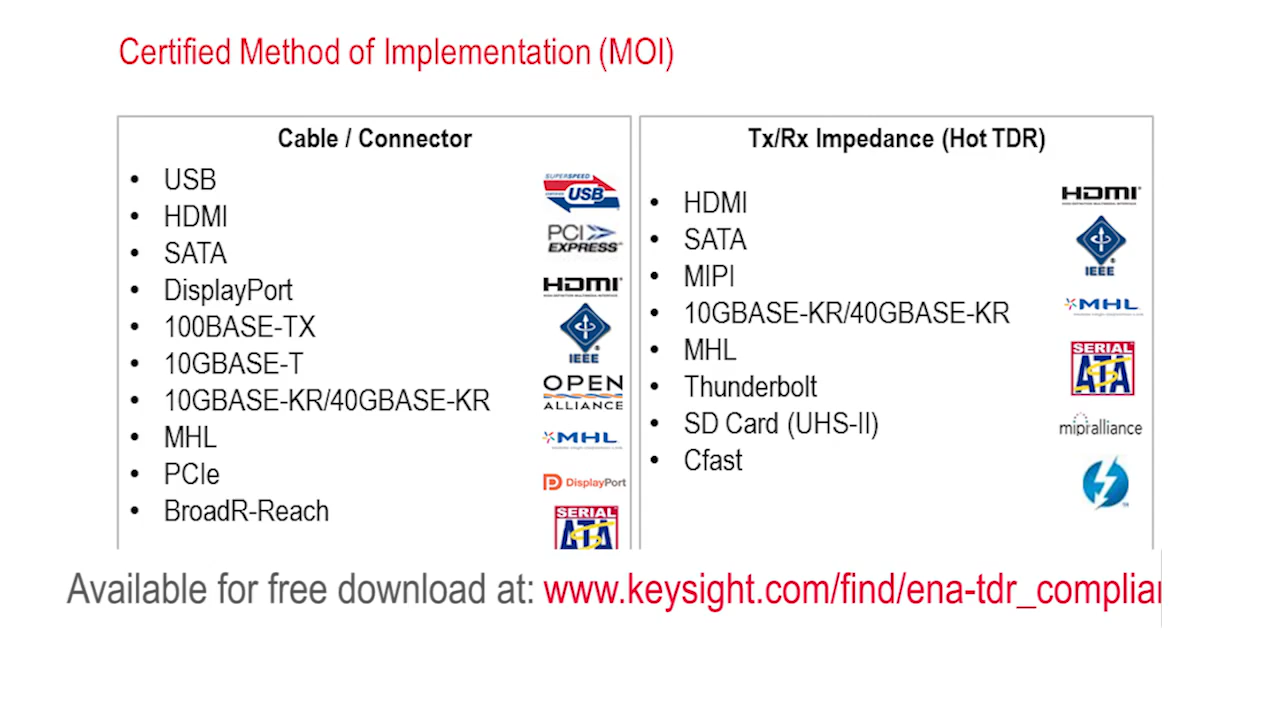 Certified Method of Implementation (MOI)
Cable / Connector
• USB
• HDMI
• SATA
• DisplayPort
• 100BASE-TX
• 10GBASE-T
• 10GBASE-KR/40GBASE-KR
• MHL
• PCIe
• BroadR-Reach
SUPERSPEED
USB
PCI
EXPRESS
HDMI
IEEE
OPEN
ALLIANCE
MHL
DisplayPort
SERIAL
ATA
Tx/Rx Impedance (Hot TDR)
• HDMI
• SATA
• MIPI
• 10GBASE-KR/40GBASE-KR
• MHL
• Thunderbolt
• SD Card (UHS-II)
• Cfast
HDMI
IEEE
MHL
SERIAL
ATA
mipi alliance
Available for free download at: www.keysight.com/find/ena-tdr_complian